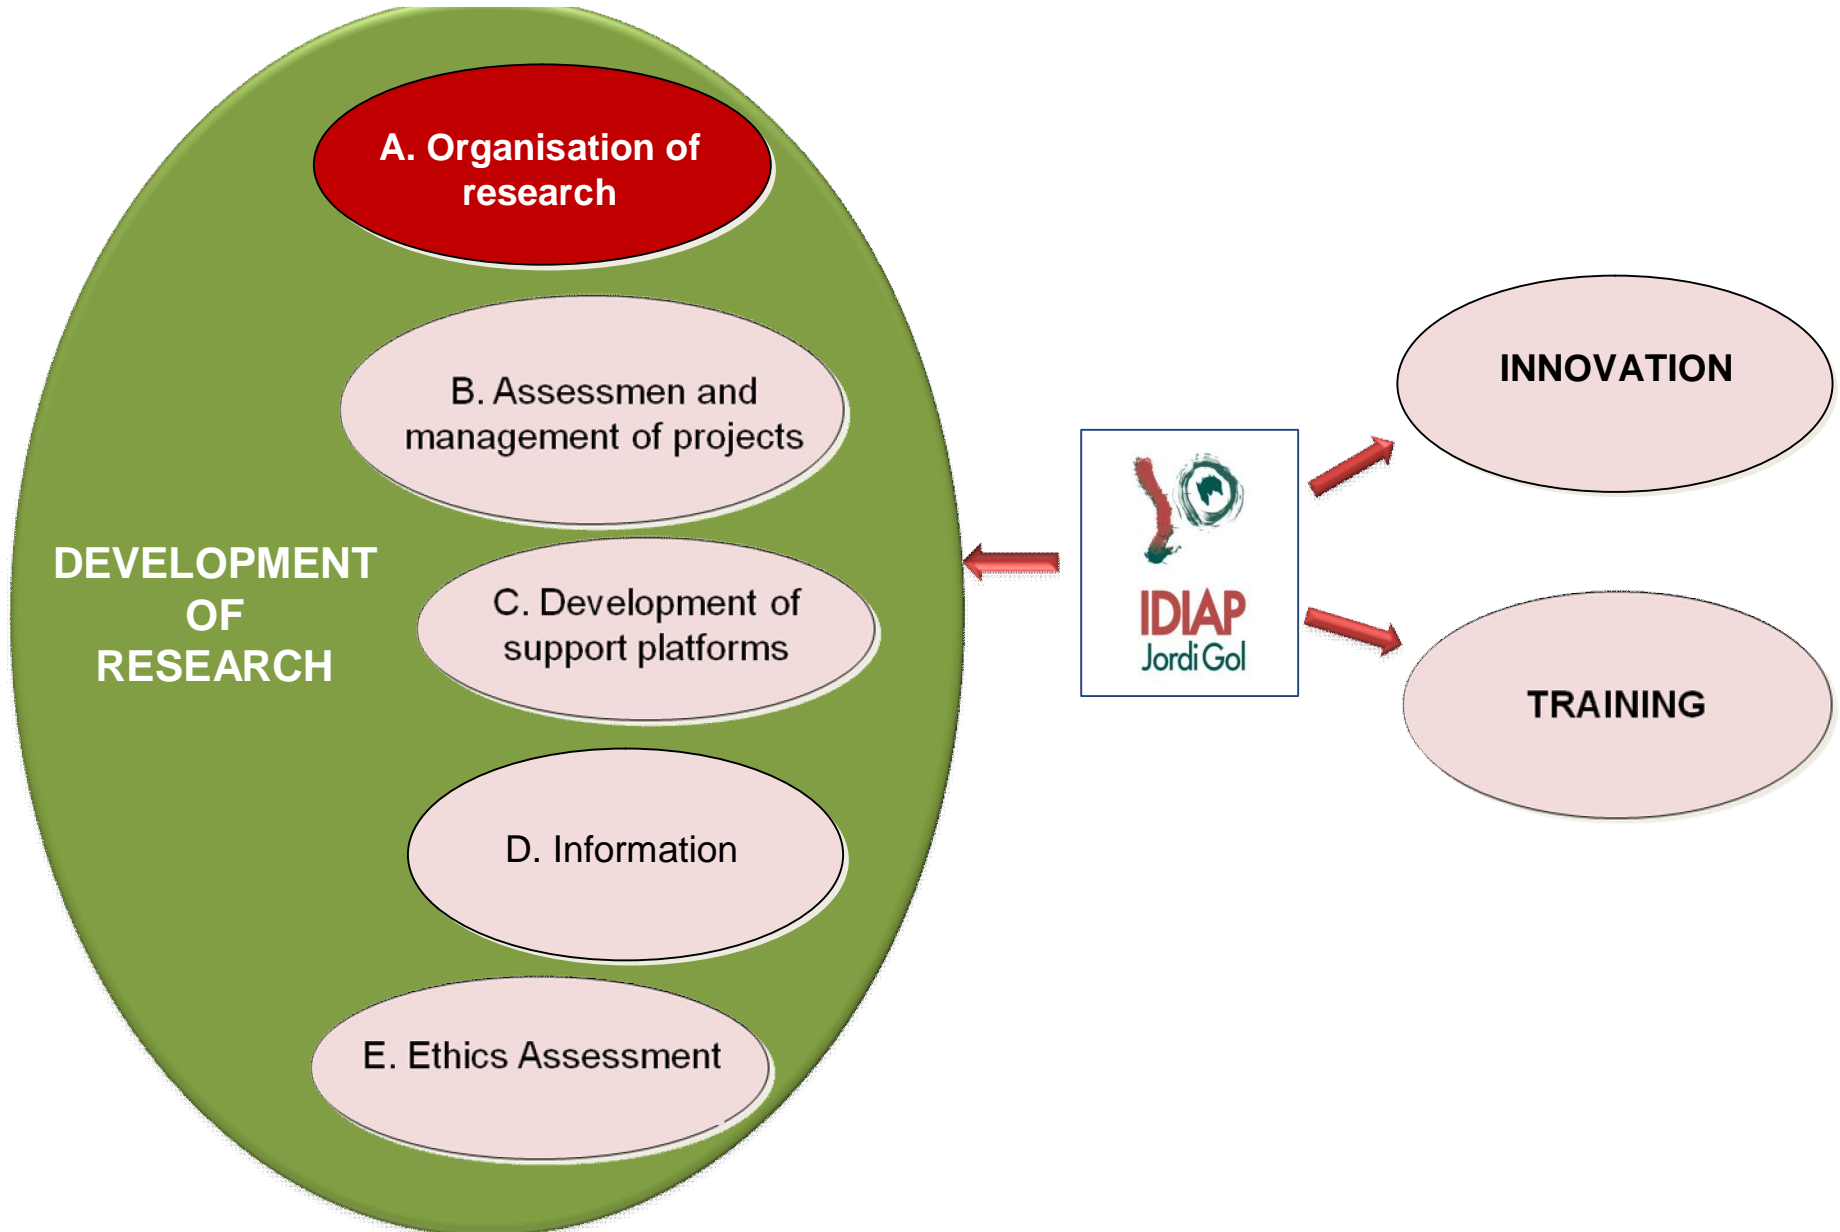 A. Organisation of
research
B. Assessmen and
management of projects
DEVELOPMENT
OF
RESEARCH
C. Development of
support platforms
D. Information
E. Ethics Assessment
IDIAP
Jordi Gol
INNOVATION
TRAINING